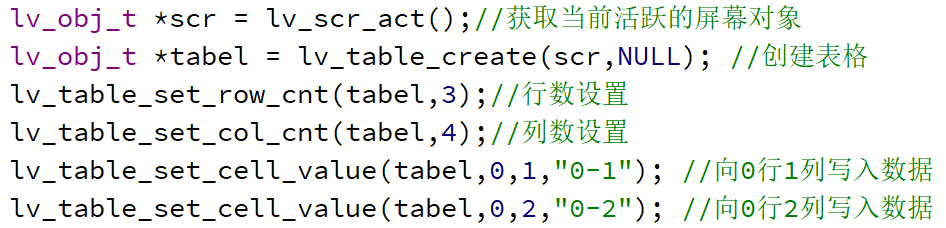 lv_obj_t *scr = lv_scr_act();//获取当前活跃的屏幕对象
lv_obj_t *tabel = lv_table_create(scr,NULL); //创建表格
lv_table_set_row_cnt(tabel,3);//行数设置
lv_table_set_col_cnt(tabel,4);//列数设置
lv_table_set_cell_value(tabel,0,1,"0-1"); //向0行1列写入数据
lv_table_set_cell_value(tabel,0,2,"0-2"); //向0行2列写入数据